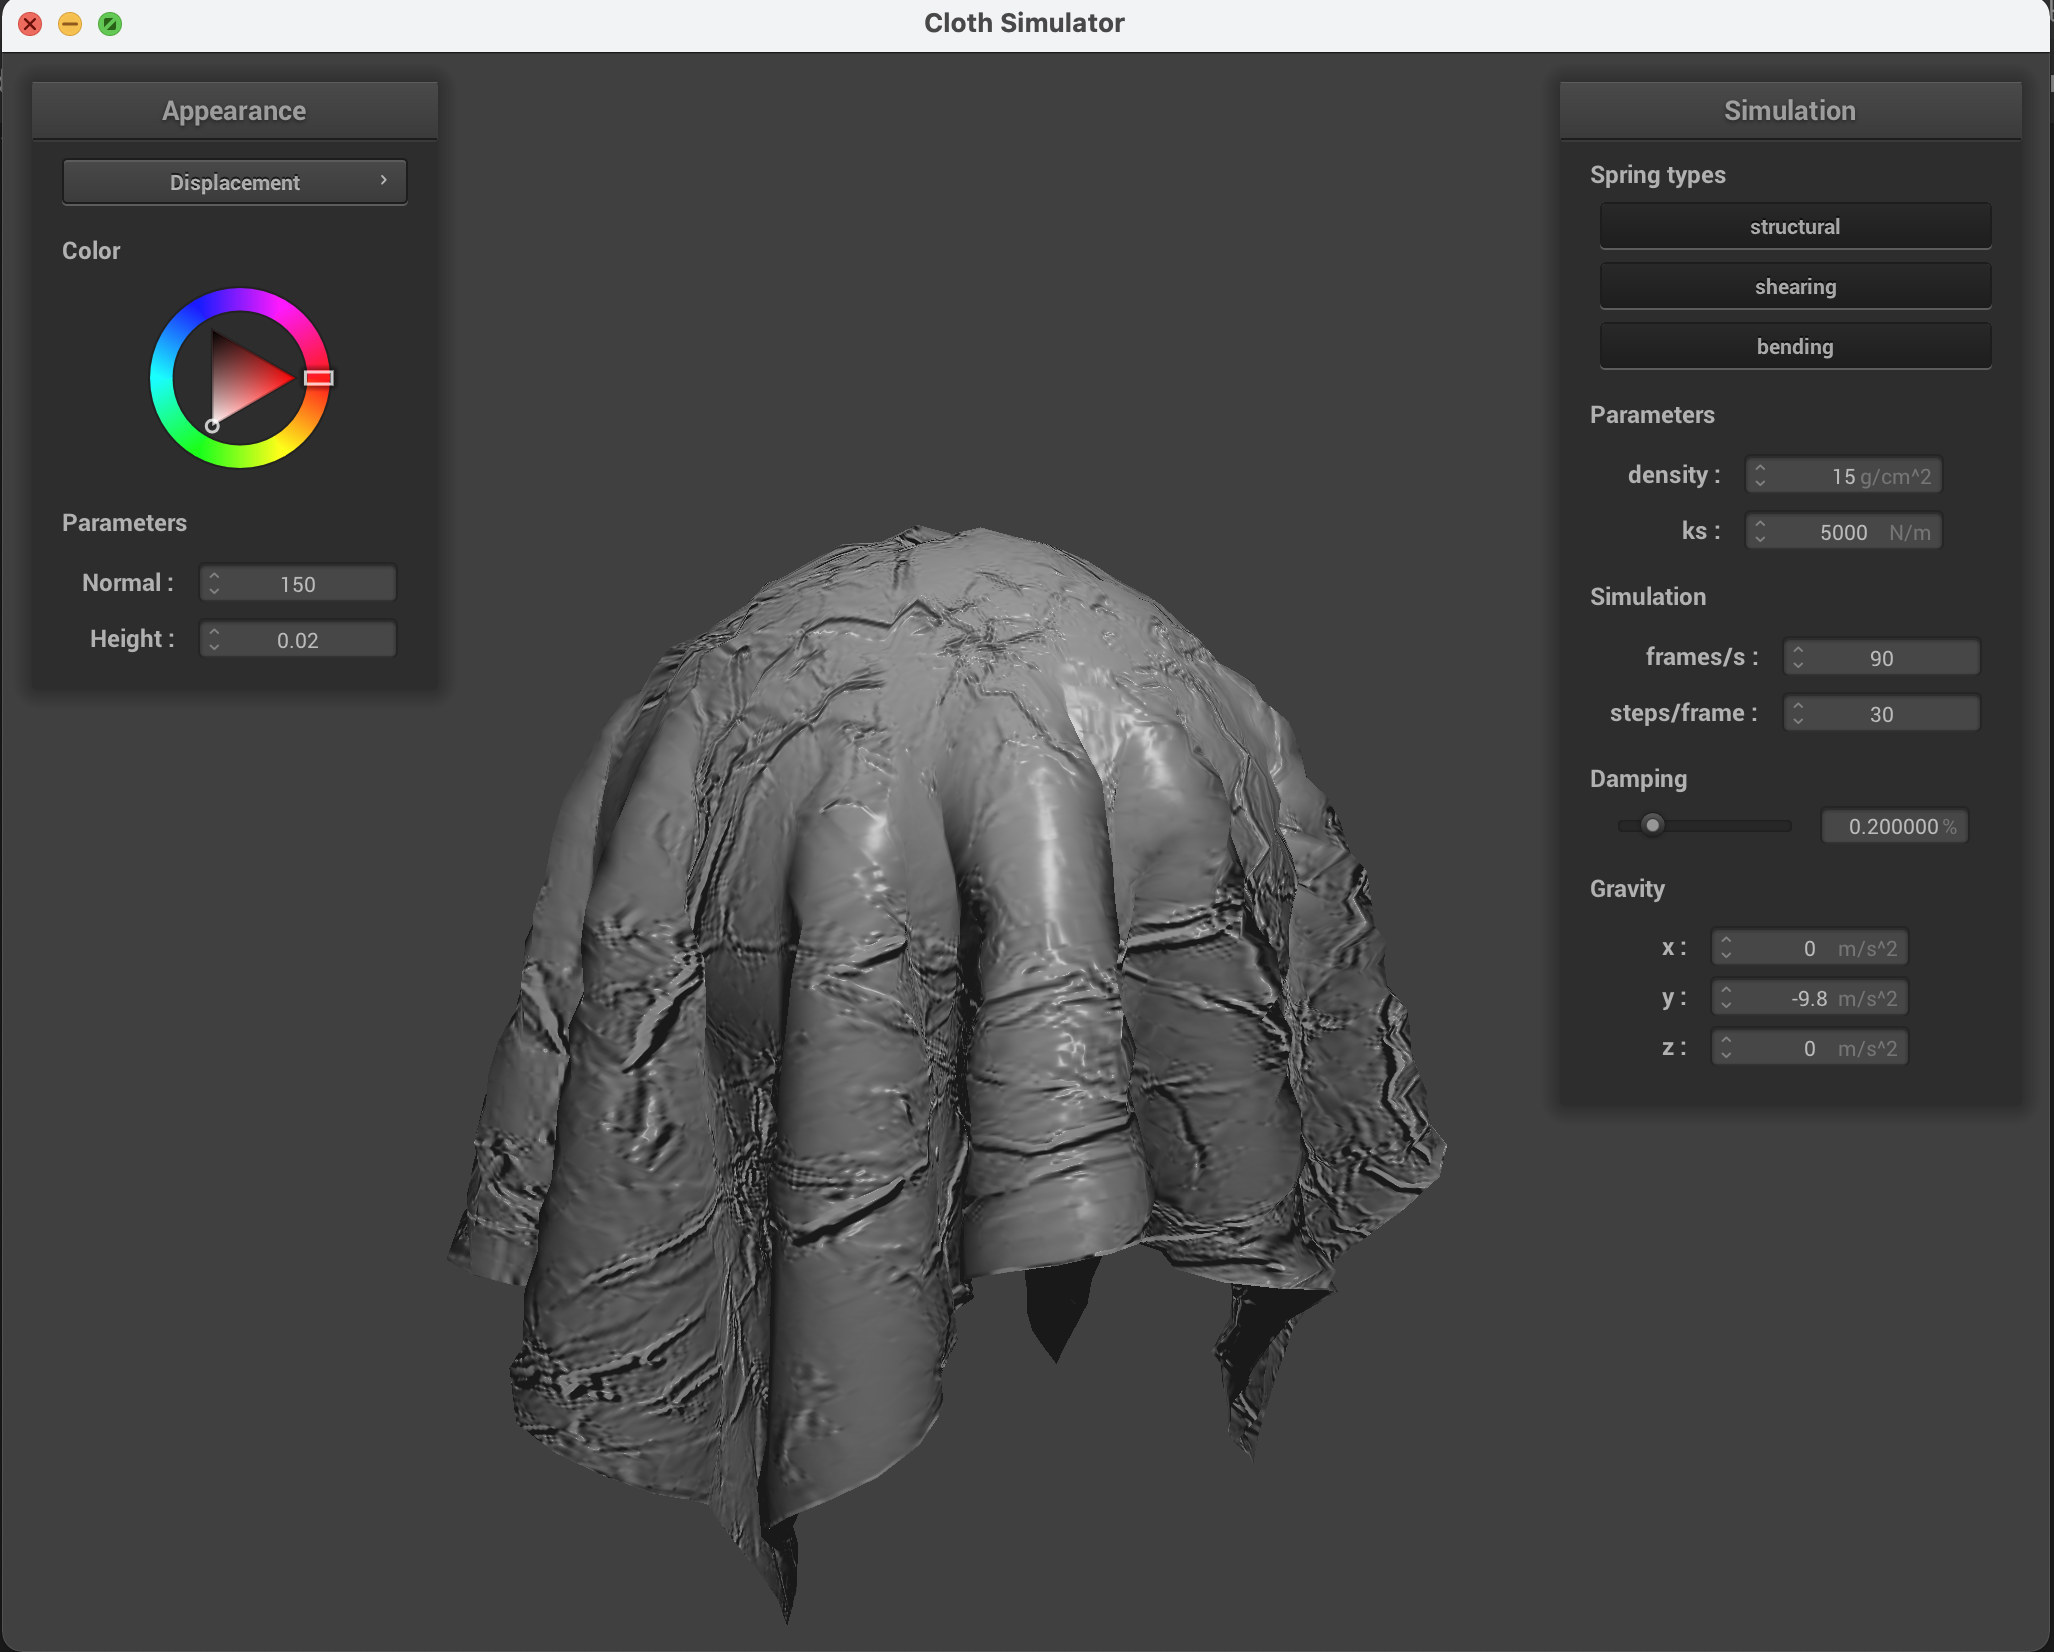 Cloth Simulator
Appearance
Displacement
Color
Parameters
Normal : 150
Height : 0.02
Simulation
Spring types
structural
shearing
bending
Parameters
density : 15 g/cm^2
ks : 5000 N/m
Simulation
frames/s : 90
steps/frame : 30
Damping
0.200000 %
Gravity
x : 0 m/s^2
y : -9.8 m/s^2
z : 0 m/s^2